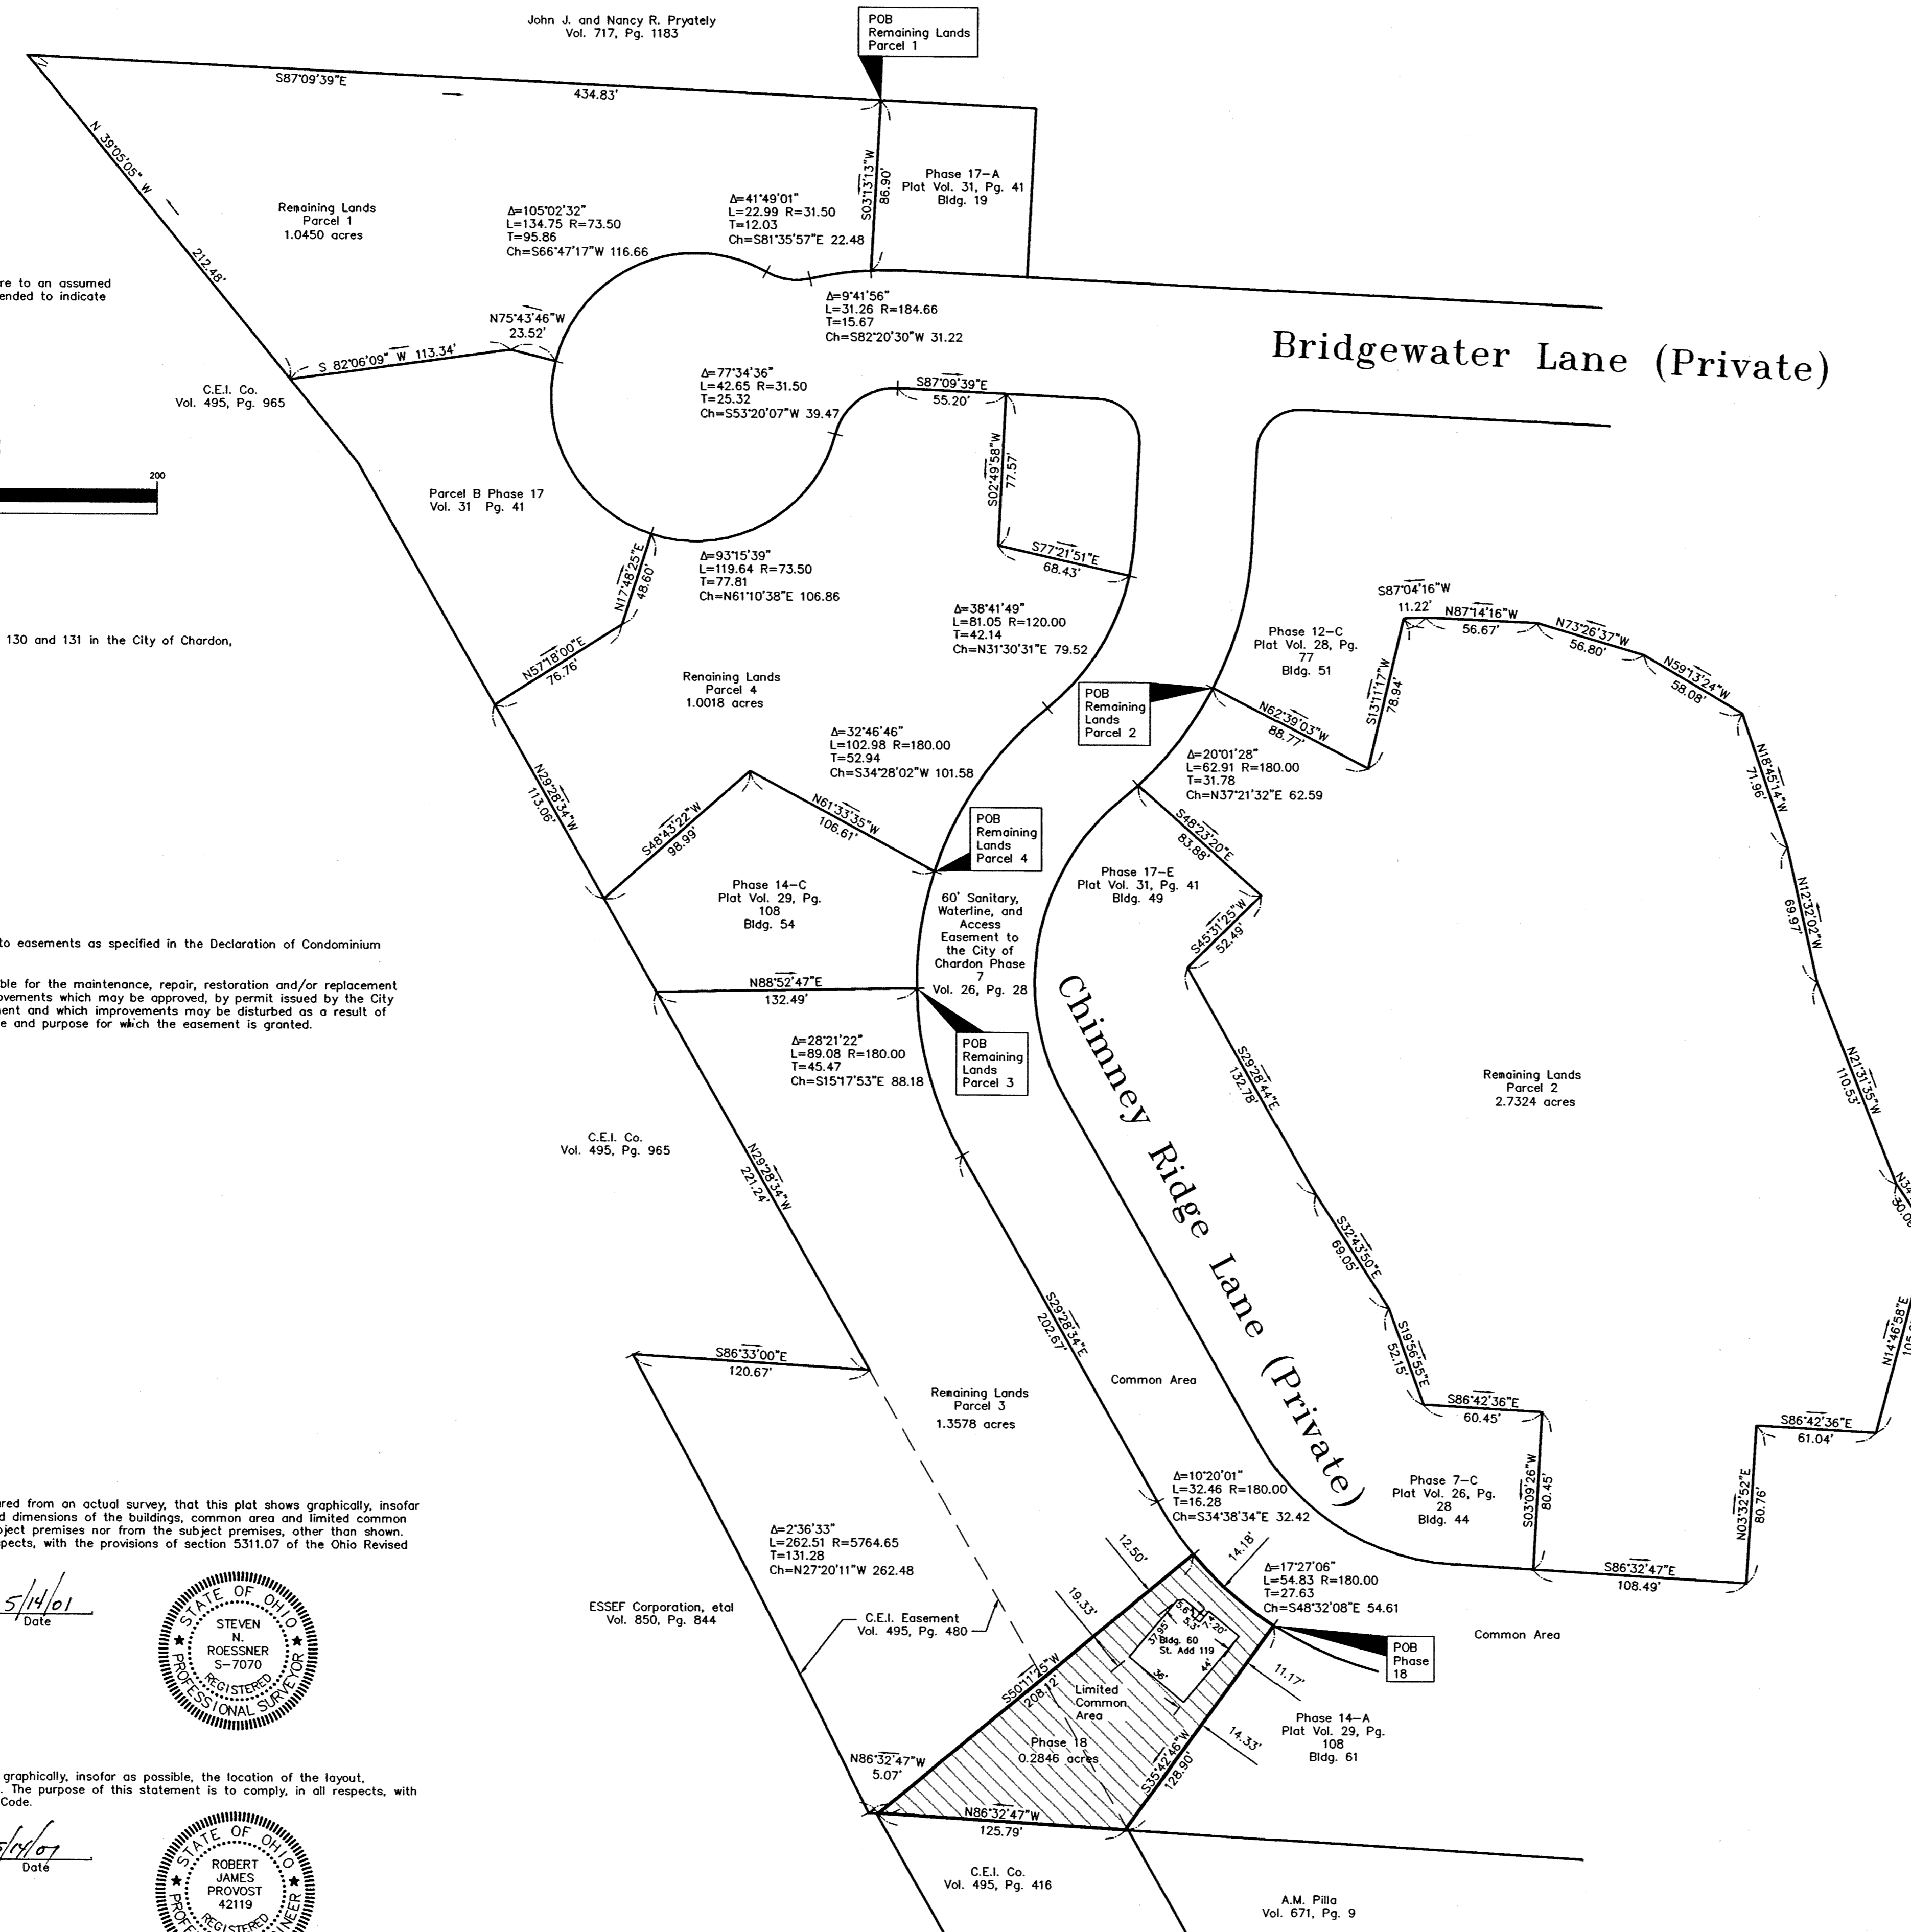 John J. and Nancy R. Pryately
Vol. 717, Pg. 1183
POB
Remaining Lands
Parcel 1
S87°09'39"E
434.83'
N 39°05'05" W
212.48'
S03°13'13"W
86.90'
Phase 17-A
Plat Vol. 31, Pg. 41
Bldg. 19
Remaining Lands
Parcel 1
1.0450 acres
Δ=105°02'32"
L=134.75 R=73.50
T=95.86
Ch=S66°47'17"W 116.66
Δ=41°49'01"
L=22.99 R=31.50
T=12.03
Ch=S81°35'57"E 22.48
re to an assumed
ended to indicate
Δ=9°41'56"
L=31.26 R=184.66
T=15.67
Ch=S82°20'30"W 31.22
N75°43'46"W
23.52'
S 82°06'09" W 113.34'
Bridgewater Lane (Private)
C.E.I. Co.
Vol. 495, Pg. 965
Δ=77°34'36"
L=42.65 R=31.50
T=25.32
Ch=S53°20'07"W 39.47
S87°09'39"E
55.20'
S02°49'58"W
77.57'
200
Parcel B Phase 17
Vol. 31 Pg. 41
S77°21'51"E
68.43'
N17°48'25"E
48.60'
Δ=93°15'39"
L=119.64 R=73.50
T=77.81
Ch=N61°10'38"E 106.86
Δ=38°41'49"
L=81.05 R=120.00
T=42.14
Ch=N31°30'31"E 79.52
130 and 131 in the City of Chardon,
N57°18'00"E
76.76'
Renaining Lands
Parcel 4
1.0018 acres
Phase 12-C
Plat Vol. 28, Pg.
77
Bldg. 51
S87°04'16"W
11.22'
N87°14'16"W
56.67'
N73°26'37"W
56.80'
N59°13'24"W
58.08'
S13°11'17"W
78.94'
POB
Remaining
Lands
Parcel 2
N62°39'03"W
88.77'
N18°45'14"W
71.96'
Δ=32°46'46"
L=102.98 R=180.00
T=52.94
Ch=S34°28'02"W 101.58
Δ=20°01'28"
L=62.91 R=180.00
T=31.78
Ch=N37°21'32"E 62.59
N29°28'34"W
113.06'
S48°43'22"W
98.99'
N61°33'35"W
106.61'
POB
Remaining
Lands
Parcel 4
S48°23'20"E
83.88'
Phase 17-E
Plat Vol. 31, Pg. 41
Bldg. 49
Phase 14-C
Plat Vol. 29, Pg.
108
Bldg. 54
60' Sanitary,
Waterline, and
Access
Easement to
the City of
Chardon Phase
7
Vol. 26, Pg. 28
S45°31'25"W
52.49'
N12°32'02"W
69.97'
to easements as specified in the Declaration of Condominium
ble for the maintenance, repair, restoration and/or replacement
ovements which may be approved, by permit issued by the City
ent and which improvements may be disturbed as a result of
e and purpose for which the easement is granted.
N88°52'47"E
132.49'
Δ=28°21'22"
L=89.08 R=180.00
T=45.47
Ch=S15°17'53"E 88.18
POB
Remaining
Lands
Parcel 3
Chimney Ridge Lane (Private)
S29°28'44"E
132.78'
Remaining Lands
Parcel 2
2.7324 acres
N21°31'35"W
110.53'
C.E.I. Co.
Vol. 495, Pg. 965
N29°28'34"W
221.24'
N34°
S32°43'50"E
69.05'
S29°28'34"E
202.67'
S19°56'55"E
52.15'
N14°46'58"E
S86°33'00"E
120.67'
Remaining Lands
Parcel 3
1.3578 acres
Common Area
S86°42'36"E
60.45'
S86°42'36"E
61.04'
S03°09'26"W
80.45'
Phase 7-C
Plat Vol. 26, Pg.
28
Bldg. 44
N03°32'52"E
80.76'
Δ=10°20'01"
L=32.46 R=180.00
T=16.28
Ch=S34°38'34"E 32.42
red from an actual survey, that this plat shows graphically, insofar
d dimensions of the buildings, common area and limited common
bject premises nor from the subject premises, other than shown.
pects, with the provisions of section 5311.07 of the Ohio Revised
Δ=2°36'33"
L=262.51 R=5764.65
T=131.28
Ch=N27°20'11"W 262.48
12.50'
14.18'
Δ=17°27'06"
L=54.83 R=180.00
T=27.63
Ch=S48°32'08"E 54.61
S86°32'47"E
108.49'
5/14/01
Date
STATE OF OHIO
STEVEN
N.
ROESSNER
S-7070
REGISTERED
PROFESSIONAL SURVEYOR
ESSEF Corporation, etal
Vol. 850, Pg. 844
C.E.I. Easement
Vol. 495, Pg. 480
19.33'
5.6'
5.3'
20'
37.95'
Bldg. 60
St. Add 119
44'
36'
Common Area
POB
Phase
18
11.17'
S50°11'25"W
208.12'
Limited
Common
Area
Phase 14-A
Plat Vol. 29, Pg.
108
Bldg. 61
14.33'
Phase 18
0.2846 acres
S35°42'46"W
128.90'
N86°32'47"W
5.07'
graphically, insofar as possible, the location of the layout,
. The purpose of this statement is to comply, in all respects, with
Code.
N86°32'47"W
125.79'
Date
STATE OF OHIO
ROBERT
JAMES
PROVOST
42119
REGISTERED
C.E.I. Co.
Vol. 495, Pg. 416
A.M. Pilla
Vol. 671, Pg. 9